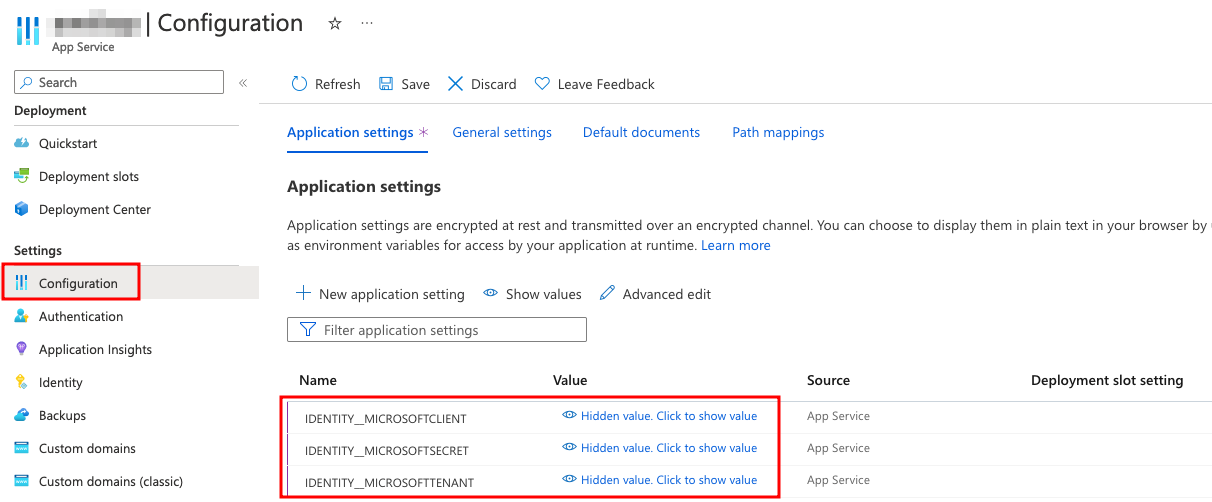 | Configuration
App Service
Search
Refresh Save Discard Leave Feedback
Deployment
Quickstart
Deployment slots
Deployment Center
Settings
Configuration
Authentication
Application Insights
Identity
Backups
Custom domains
Custom domains (classic)
Application settings * General settings Default documents Path mappings
Application settings
Application settings are encrypted at rest and transmitted over an encrypted channel. You can choose to display them in plain text in your browser by
as environment variables for access by your application at runtime. Learn more
New application setting Show values Advanced edit
Filter application settings
Name Value Source Deployment slot setting
IDENTITY__MICROSOFTCLIENT Hidden value. Click to show value App Service
IDENTITY__MICROSOFTSECRET Hidden value. Click to show value App Service
IDENTITY__MICROSOFTTENANT Hidden value. Click to show value App Service